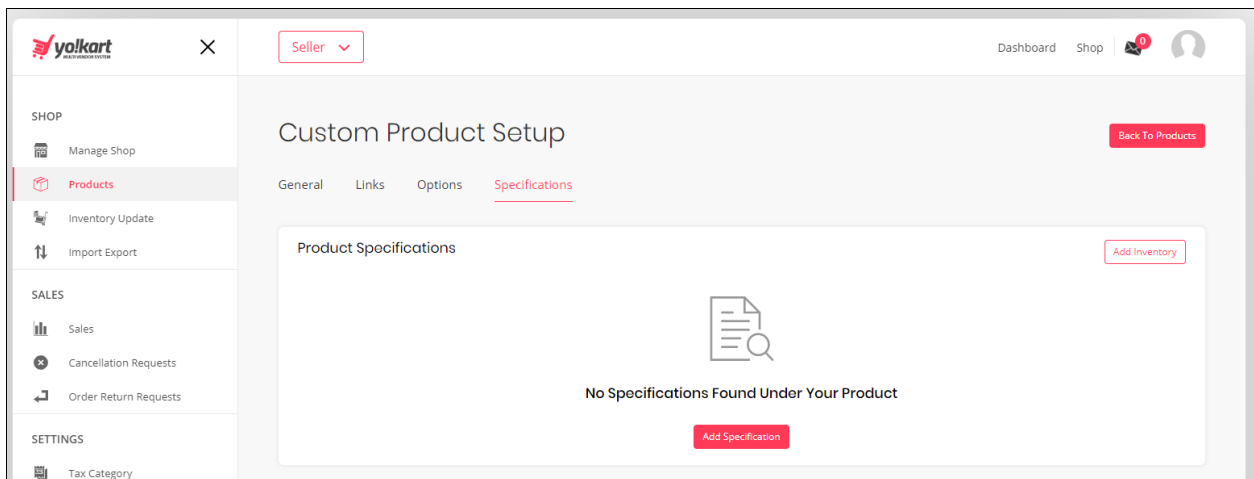 yo!kart
MULTI VENDOR SYSTEM
Seller
Dashboard Shop 0
SHOP
Manage Shop
Products
Inventory Update
Import Export
SALES
Sales
Cancellation Requests
Order Return Requests
SETTINGS
Tax Category
Custom Product Setup
Back To Products
General Links Options Specifications
Product Specifications
Add Inventory
No Specifications Found Under Your Product
Add Specification